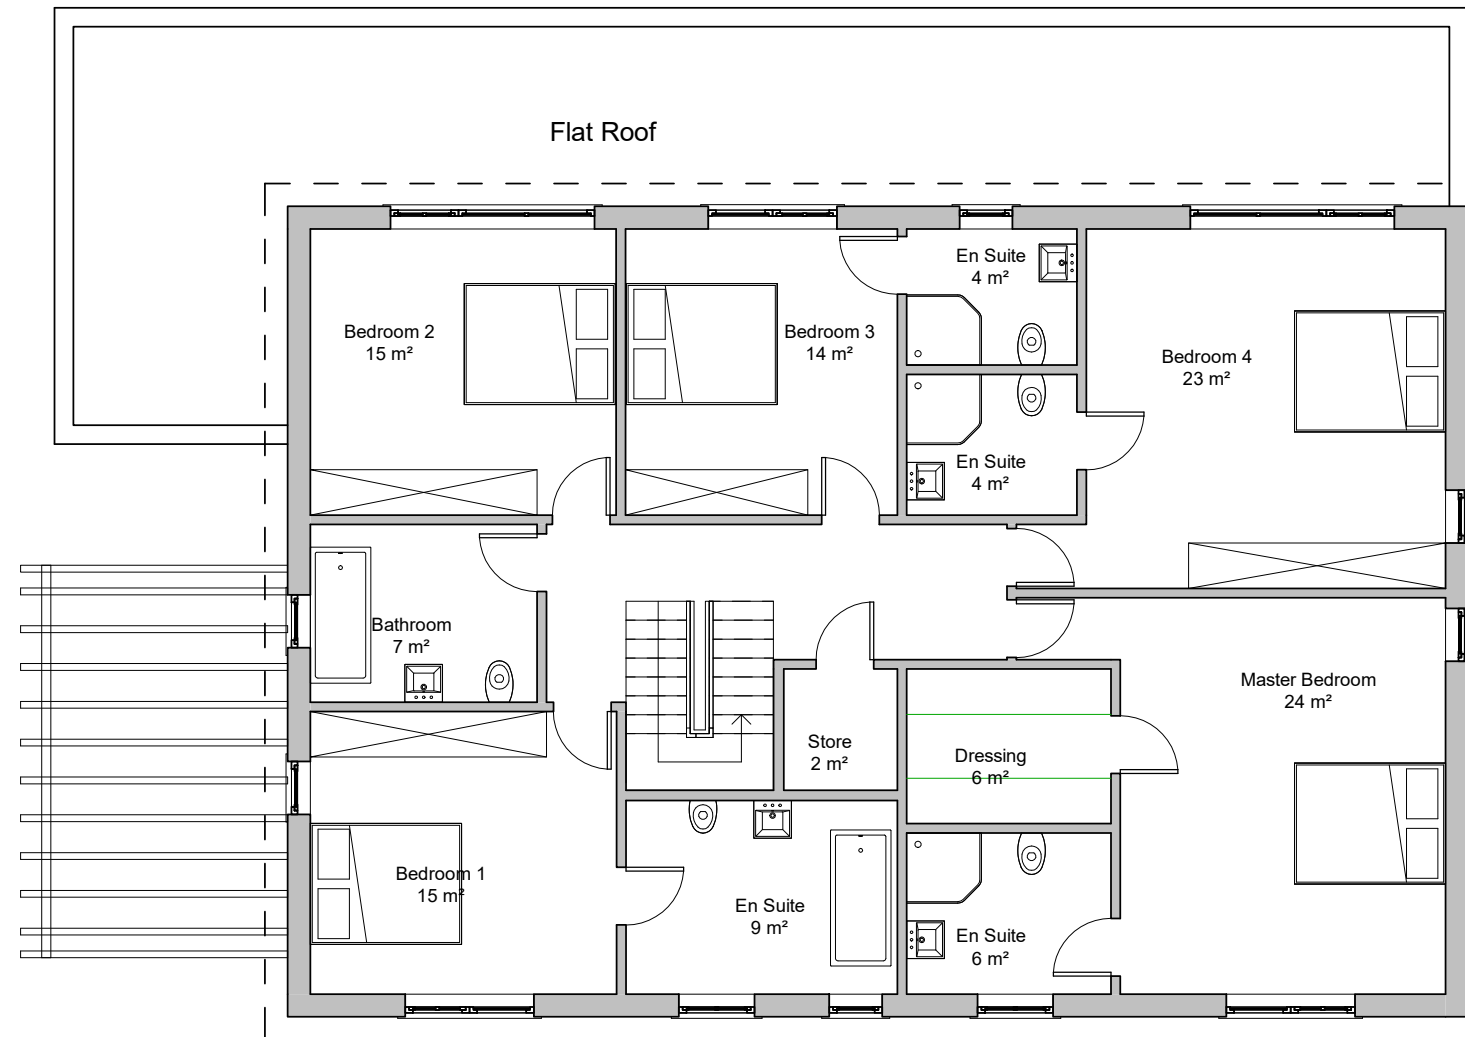 Flat Roof
En Suite
4 m²
Bedroom 2
15 m²
Bedroom 3
14 m²
Bedroom 4
23 m²
En Suite
4 m²
Bathroom
7 m²
Master Bedroom
24 m²
Store
2 m²
Dressing
6 m²
Bedroom 1
15 m²
En Suite
9 m²
En Suite
6 m²